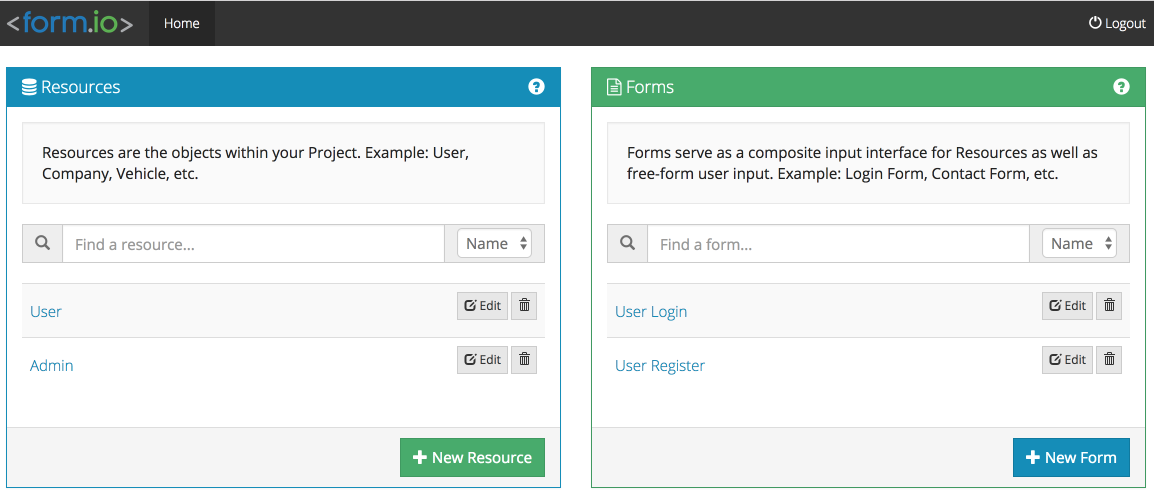 <form.io>
Home
Logout
Resources
?
Resources are the objects within your Project. Example: User,
Company, Vehicle, etc.
Find a resource...
Name
User
Edit
Admin
Edit
+ New Resource
Forms
?
Forms serve as a composite input interface for Resources as well as
free-form user input. Example: Login Form, Contact Form, etc.
Find a form...
Name
User Login
Edit
User Register
Edit
+ New Form